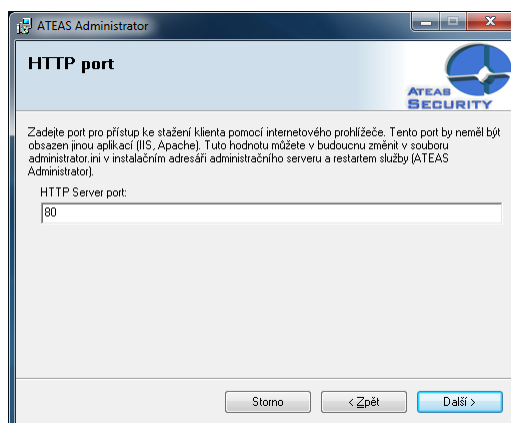 ATEAS Administrator
HTTP port
ATEAS
SECURITY
Zadejte port pro přístup ke stažení klienta pomocí internetového prohlížeče. Tento port by neměl být
obsazen jinou aplikací (IIS, Apache). Tuto hodnotu můžete v budoucnu změnit v souboru
administrator.ini v instalačním adresáři administračního serveru a restartem služby (ATEAS
Administrator).
HTTP Server port:
80
Storno
< Zpět
Další >